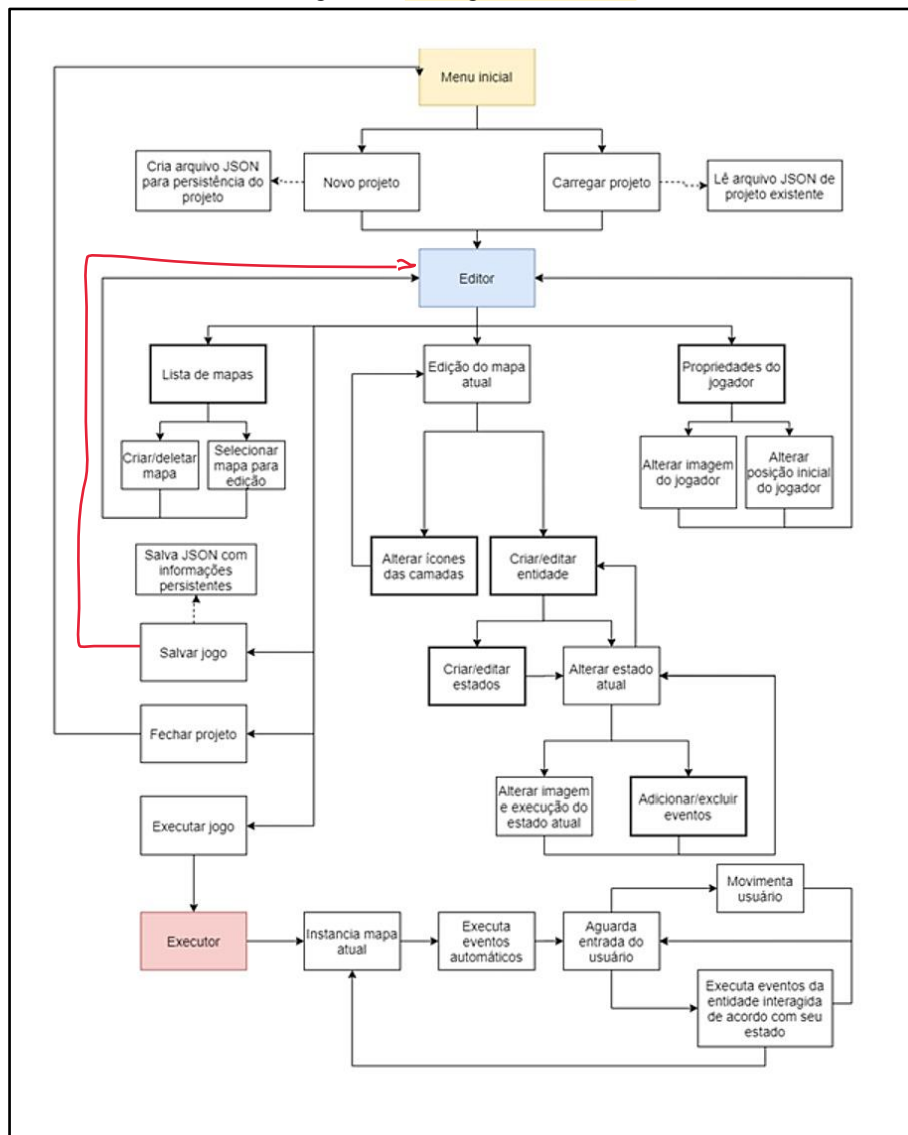 Menu inicial
Cria arquivo JSON
para persistência do
projeto
Novo projeto
Carregar projeto
Lê arquivo JSON de
projeto existente
Editor
Lista de mapas
Edição do mapa
atual
Propriedades do
jogador
Criar/deletar
mapa
Selecionar
mapa para
edição
Alterar imagem
do jogador
Alterar
posição inicial
do jogador
Salva JSON com
informações
persistentes
Alterar ícones
das camadas
Criar/editar
entidade
Salvar jogo
Criar/editar
estados
Alterar estado
atual
Fechar projeto
Alterar imagem
e execução do
estado atual
Adicionar/excluir
eventos
Executar jogo
Executor
Instancia mapa
atual
Executa
eventos
automáticos
Aguarda
entrada do
usuário
Movimenta
usuário
Executa eventos da
entidade interagida
de acordo com seu
estado